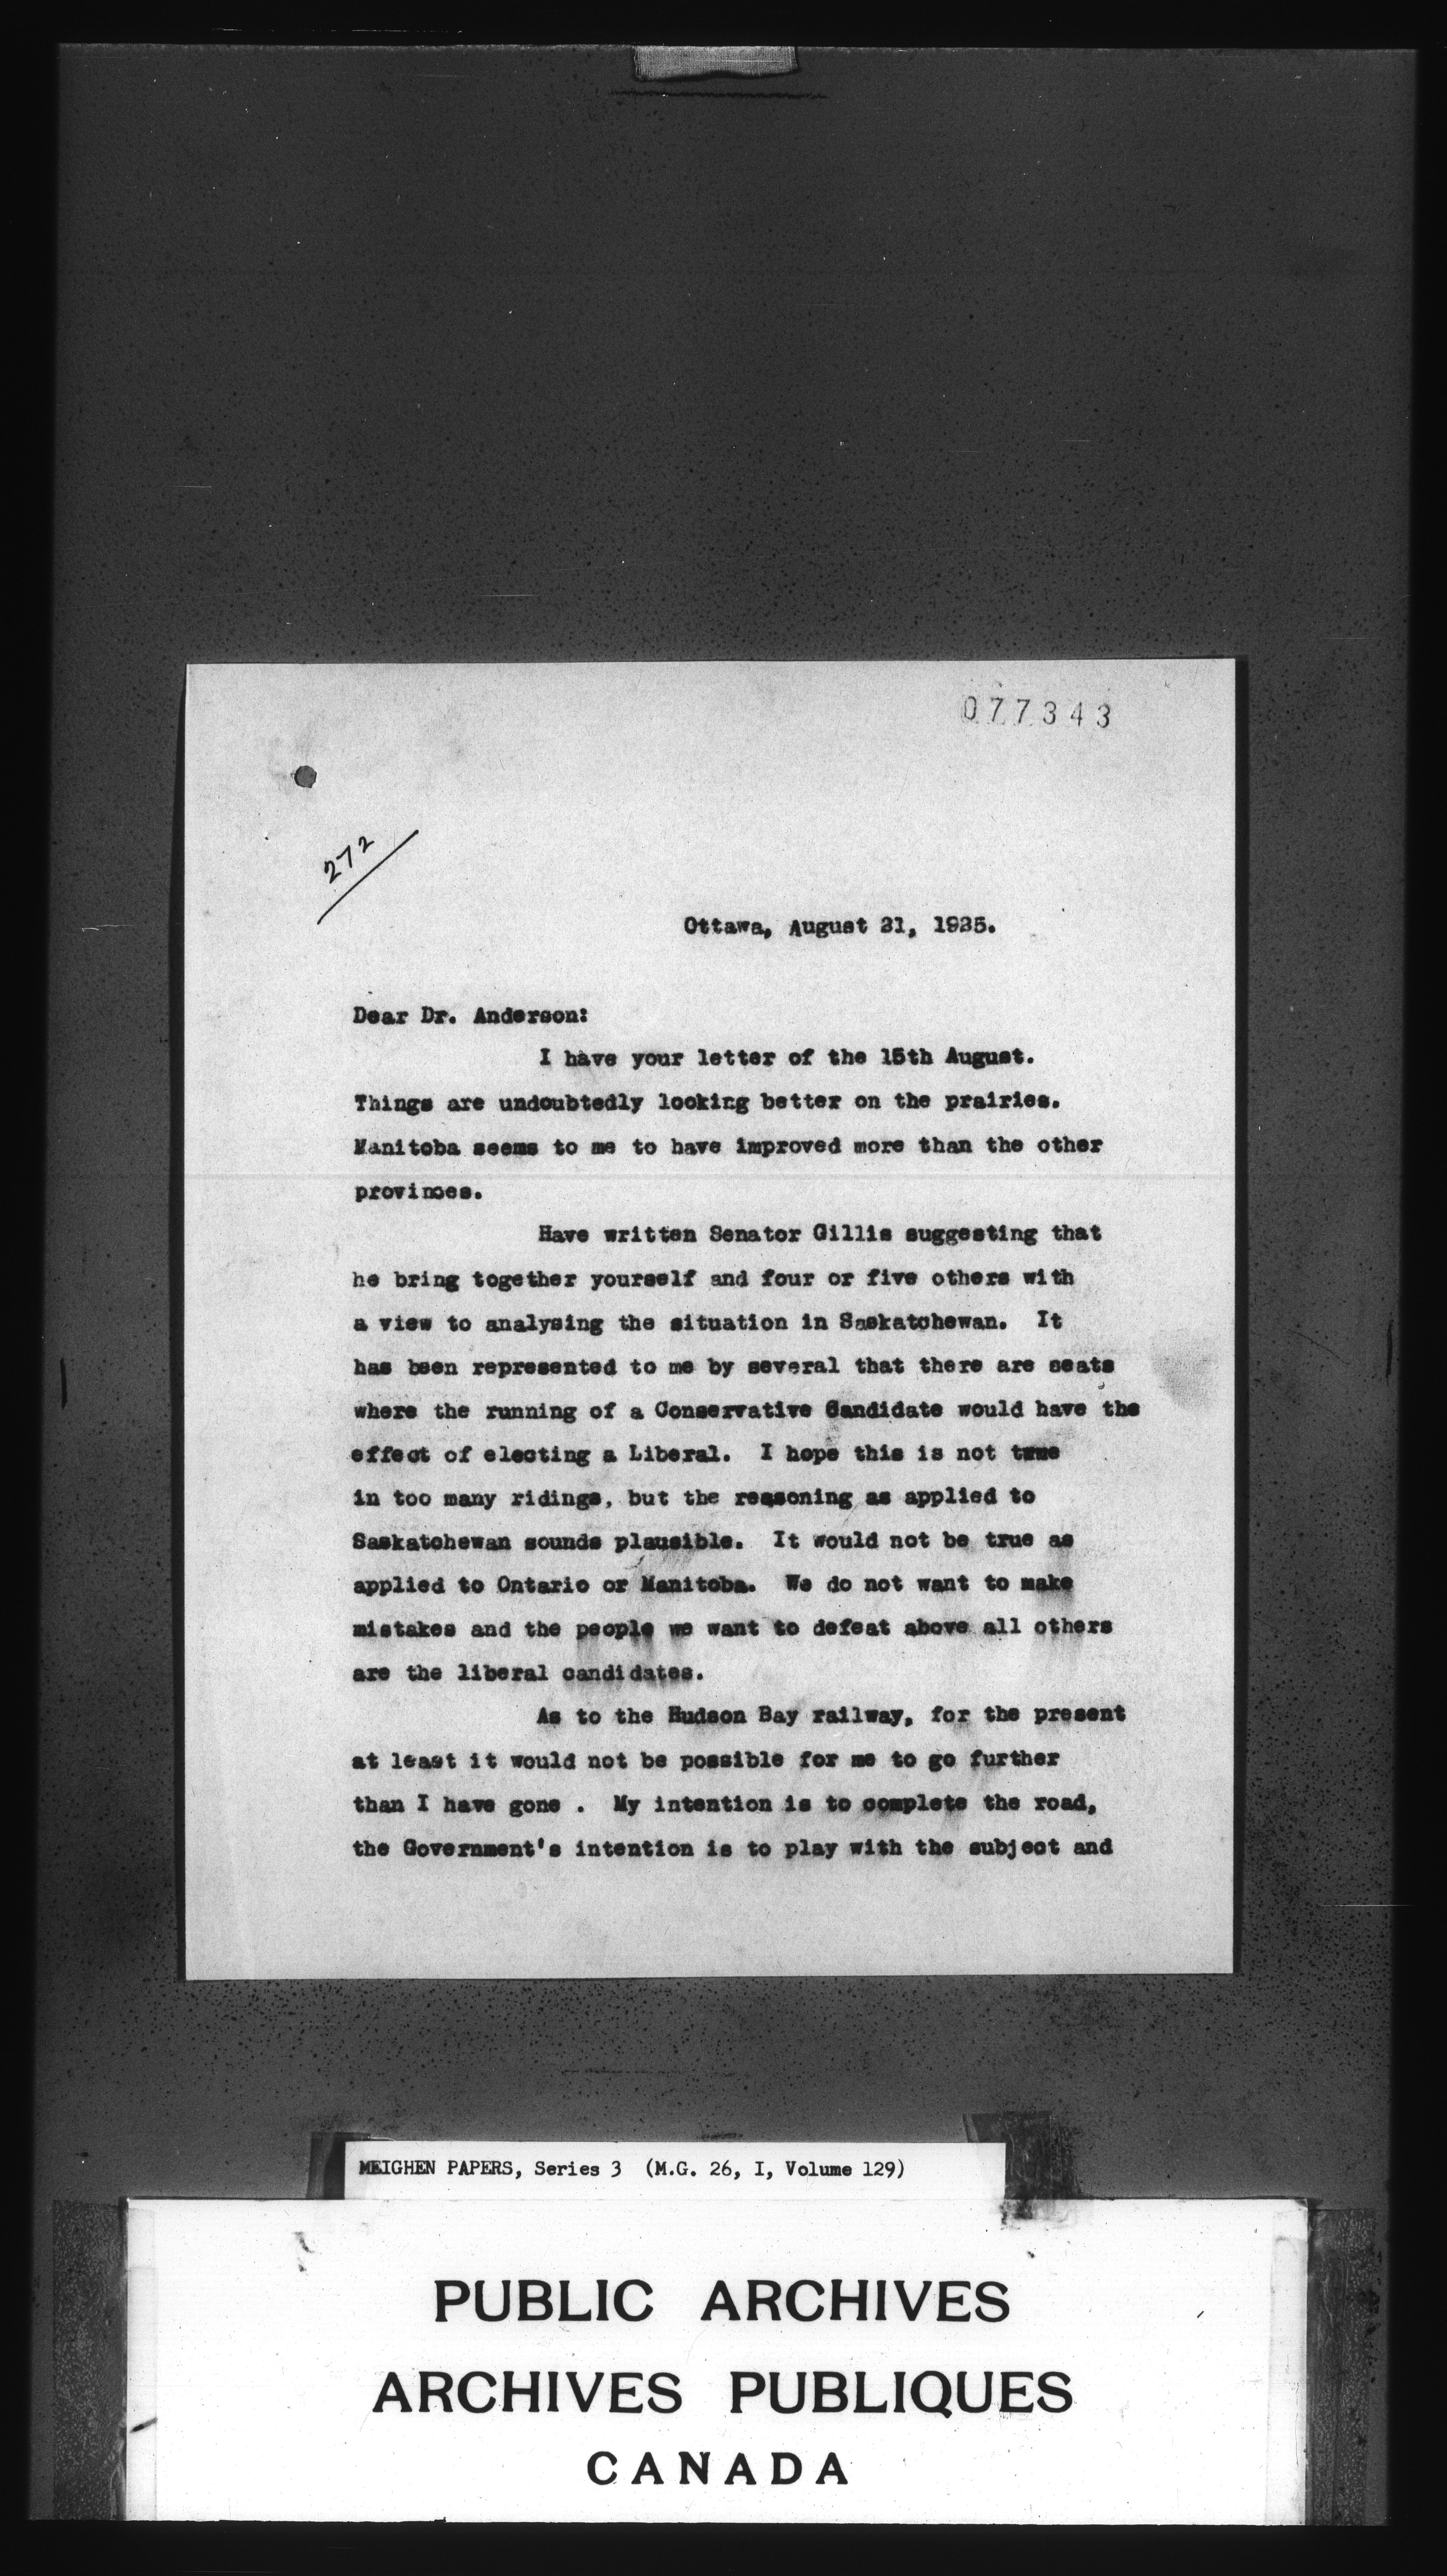 077343
272
Ottawa, August 21, 1925.
Dear Dr. Anderson:
I have your letter of the 15th August.
Things are undoubtedly looking better on the prairies.
Manitoba seems to me to have improved more than the other
provinces.
Have written Senator Gillis suggesting that
he bring together yourself and four or five others with
a view to analysing the situation in Saskatchewan. It
has been represented to me by several that there are seats
where the running of a Conservative Candidate would have the
effect of electing a Liberal. I hope this is not true
in too many ridings, but the reasoning as applied to
Saskatchewan sounds plausible. It would not be true as
applied to Ontario or Manitoba. We do not want to make
mistakes and the people we want to defeat above all others
are the liberal candidates.
As to the Hudson Bay railway, for the present
at least it would not be possible for me to go further
than I have gone . My intention is to complete the road,
the Government's intention is to play with the subject and
MEIGHEN PAPERS, Series 3 (M.G. 26, I, Volume 129)
PUBLIC ARCHIVES
ARCHIVES PUBLIQUES
CANADA